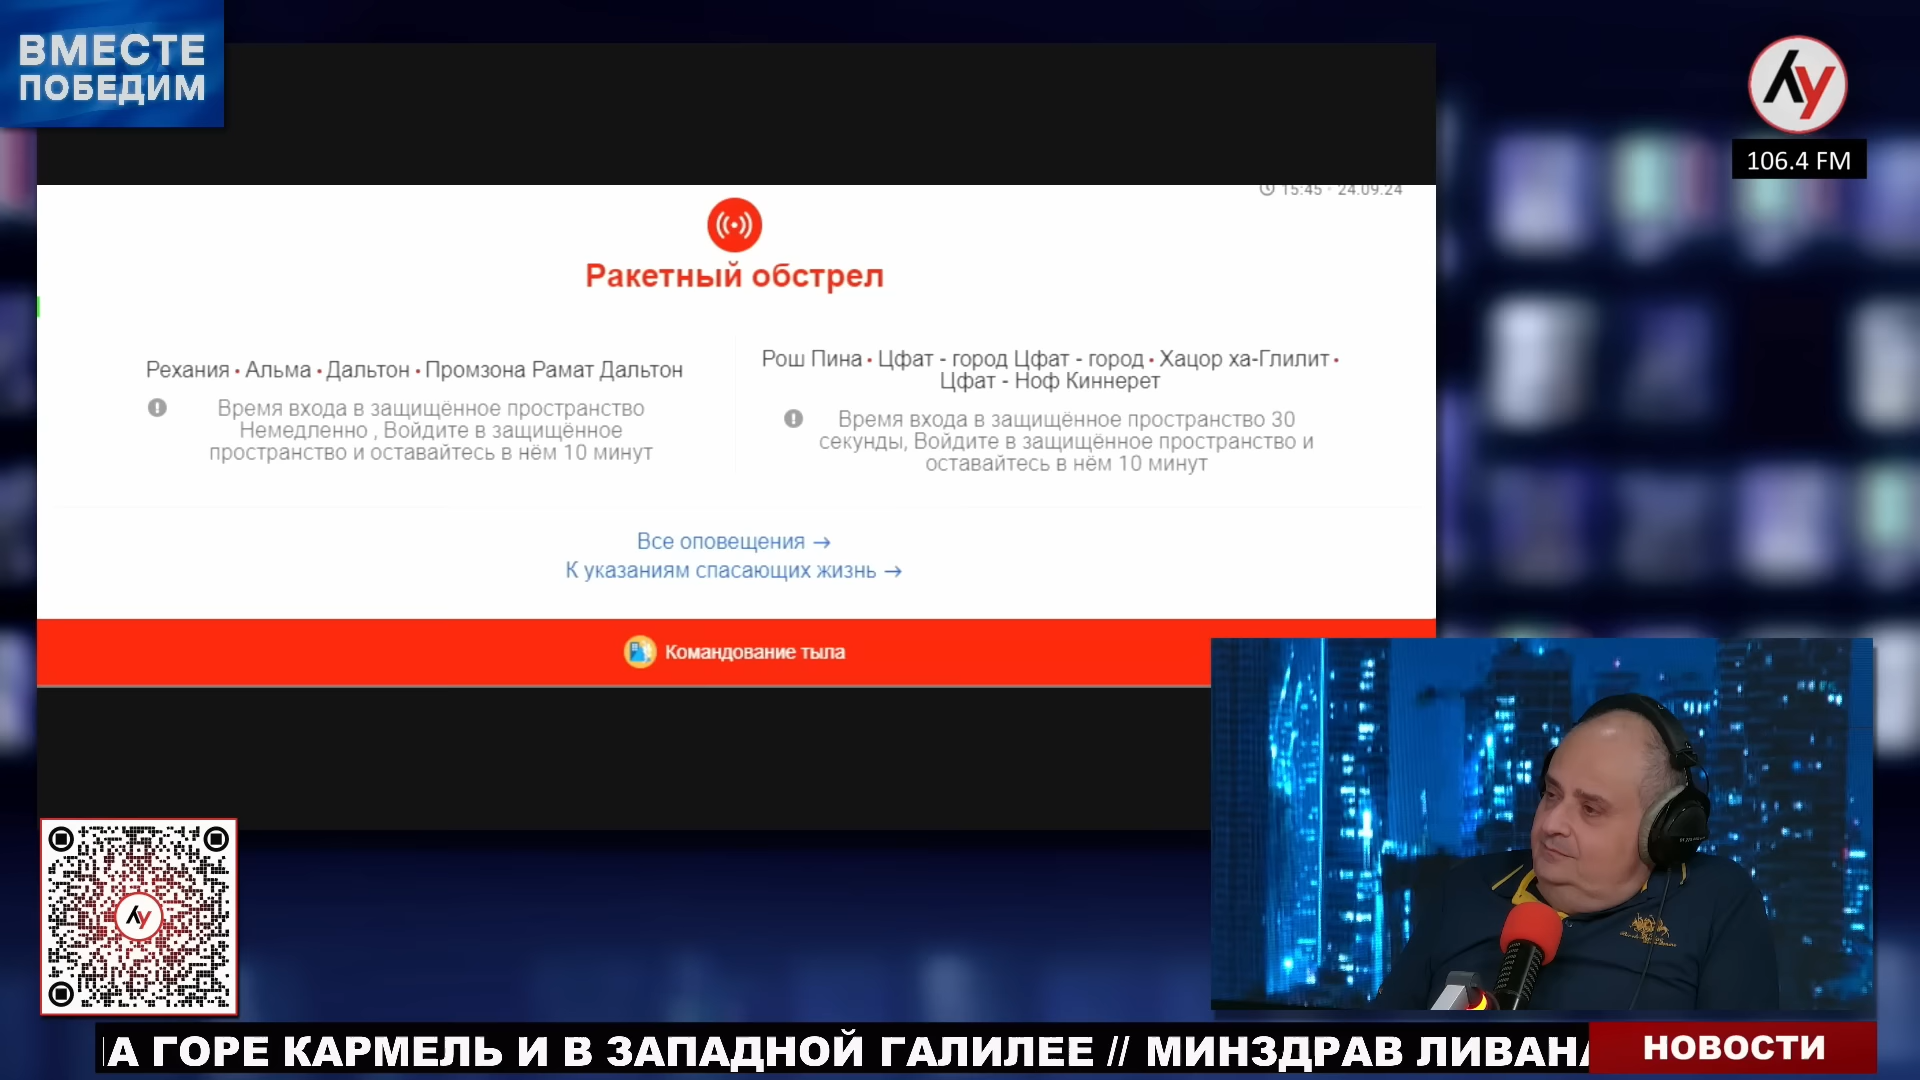 ВМЕСТЕ
ПОБЕДИМ
106.4 FM
15:45 · 24.09.24
Ракетный обстрел
Рехания • Альма • Дальтон • Промзона Рамат Дальтон
Время входа в защищённое пространство
Немедленно , Войдите в защищённое
пространство и оставайтесь в нём 10 минут
Рош Пина • Цфат - город Цфат - город • Хацор ха-Глилит •
Цфат - Ноф Киннерет
Время входа в защищённое пространство 30
секунды, Войдите в защищённое пространство и
оставайтесь в нём 10 минут
Все оповещения →
К указаниям спасающих жизнь →
Командование тыла
А ГОРЕ КАРМЕЛЬ И В ЗАПАДНОЙ ГАЛИЛЕЕ // МИНЗДРАВ ЛИВАНА
НОВОСТИ